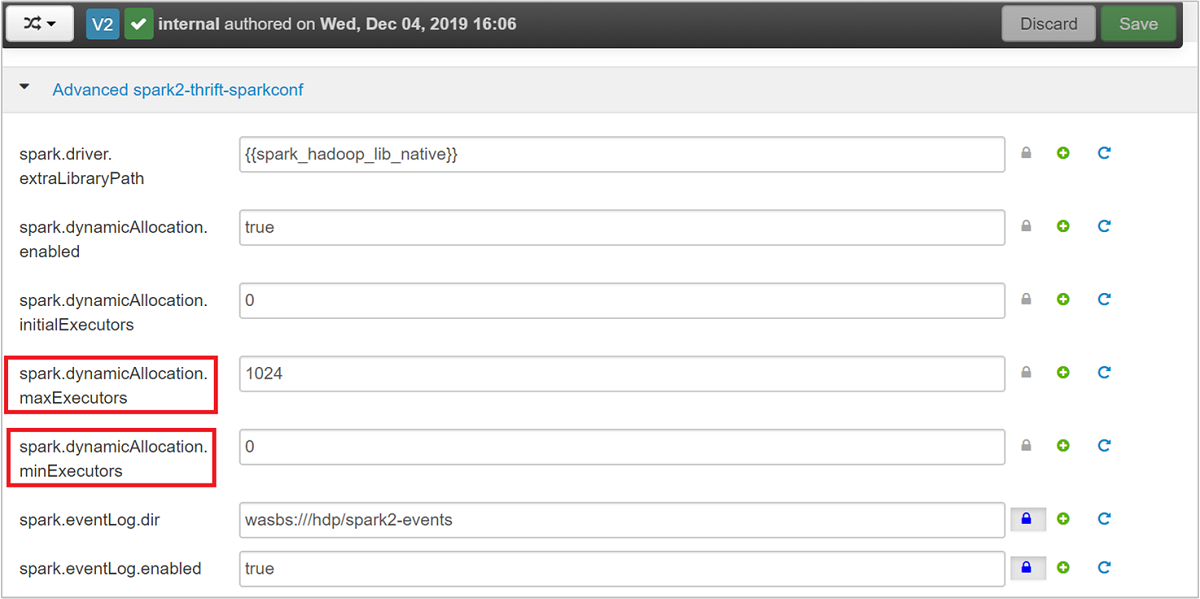 V2 internal authored on Wed, Dec 04, 2019 16:06 Discard Save
Advanced spark2-thrift-sparkconf
spark.driver. {{spark_hadoop_lib_native}}
extraLibraryPath
spark.dynamicAllocation. true
enabled
spark.dynamicAllocation. 0
initialExecutors
spark.dynamicAllocation. 1024
maxExecutors
spark.dynamicAllocation. 0
minExecutors
spark.eventLog.dir wasbs:///hdp/spark2-events
spark.eventLog.enabled true